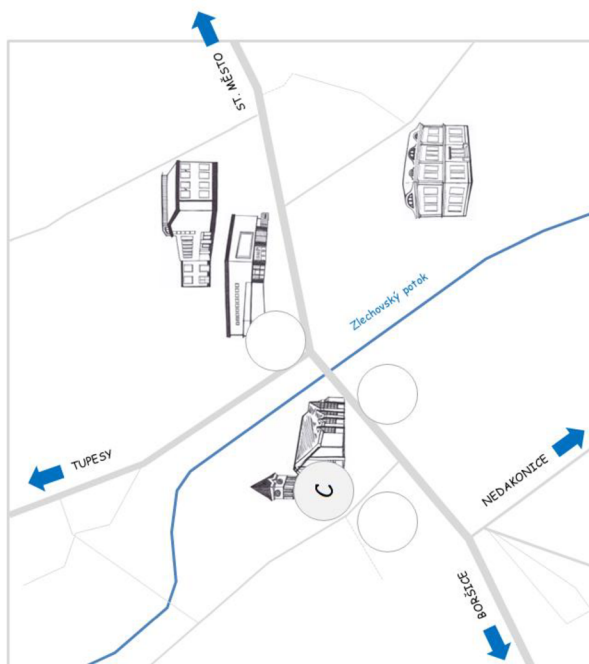 ST. MĚSTO
Zlechovský potok
TUPESY
NEDAKONICE
C
BORŠICE